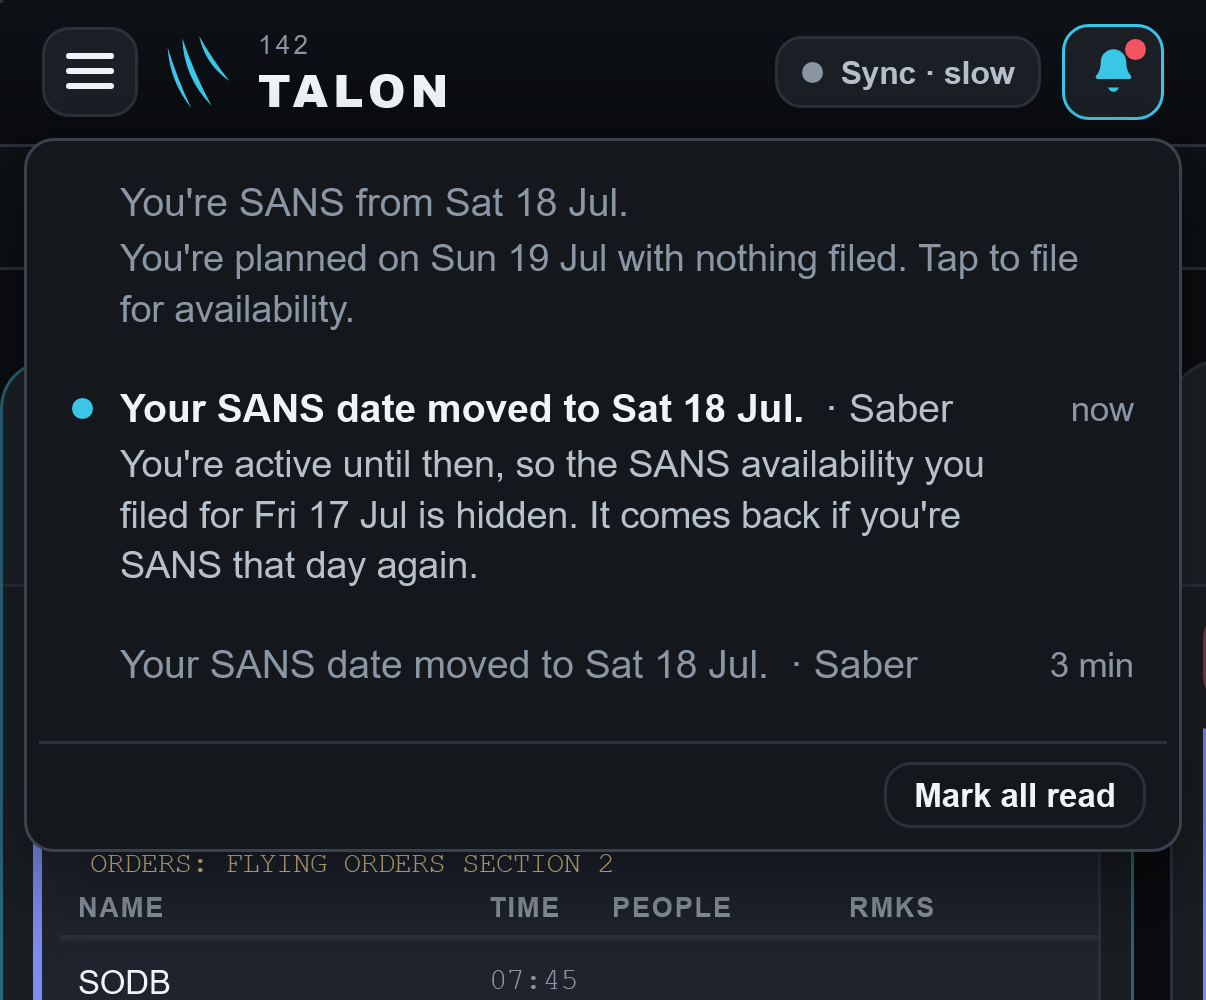 142
TALON
Sync · slow
You're SANS from Sat 18 Jul.
You're planned on Sun 19 Jul with nothing filed. Tap to file
for availability.
Your SANS date moved to Sat 18 Jul. · Saber now
You're active until then, so the SANS availability you
filed for Fri 17 Jul is hidden. It comes back if you're
SANS that day again.
Your SANS date moved to Sat 18 Jul. · Saber 3 min
Mark all read
ORDERS: FLYING ORDERS SECTION 2
NAME TIME PEOPLE RMKS
SODB 07:45